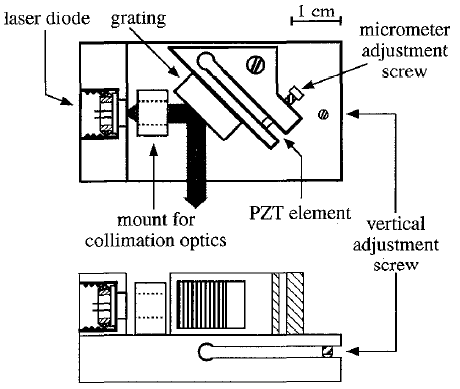 laser diode
grating
1 cm
micrometer
adjustment
screw
mount for
collimation optics
PZT element
vertical
adjustment
screw